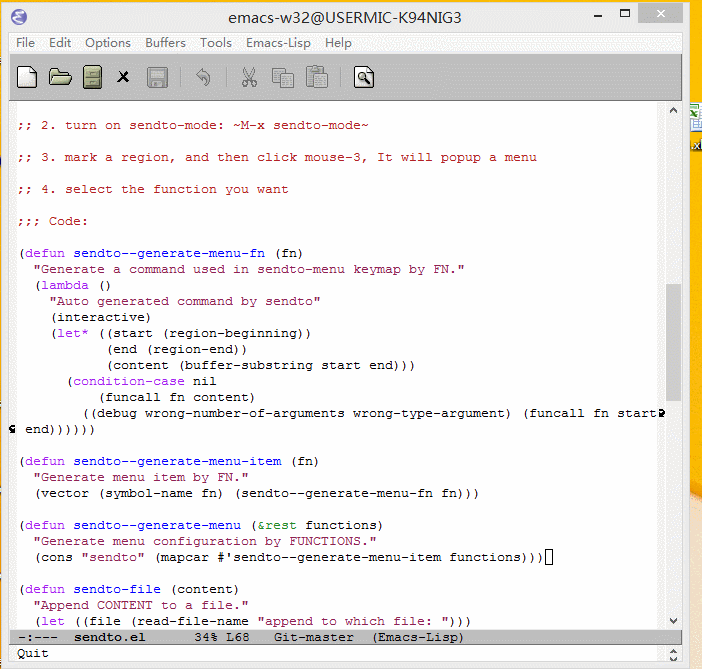 emacs-w32@USERMIC-K94NIG3
File Edit Options Buffers Tools Emacs-Lisp Help
;; 2. turn on sendto-mode: ~M-x sendto-mode~
;; 3. mark a region, and then click mouse-3, It will popup a menu
;; 4. select the function you want
;;; Code:
(defun sendto--generate-menu-fn (fn)
  "Generate a command used in sendto-menu keymap by FN."
  (lambda ()
    "Auto generated command by sendto"
    (interactive)
    (let* ((start (region-beginning))
           (end (region-end))
           (content (buffer-substring start end)))
      (condition-case nil
          (funcall fn content)
        ((debug wrong-number-of-arguments wrong-type-argument) (funcall fn start
 end))))))
(defun sendto--generate-menu-item (fn)
  "Generate menu item by FN."
  (vector (symbol-name fn) (sendto--generate-menu-fn fn)))
(defun sendto--generate-menu (&rest functions)
  "Generate menu configuration by FUNCTIONS."
  (cons "sendto" (mapcar #'sendto--generate-menu-item functions)))
(defun sendto-file (content)
  "Append CONTENT to a file."
  (let ((file (read-file-name "append to which file: ")))
-:---  sendto.el      34% L68   Git-master  (Emacs-Lisp)
Quit